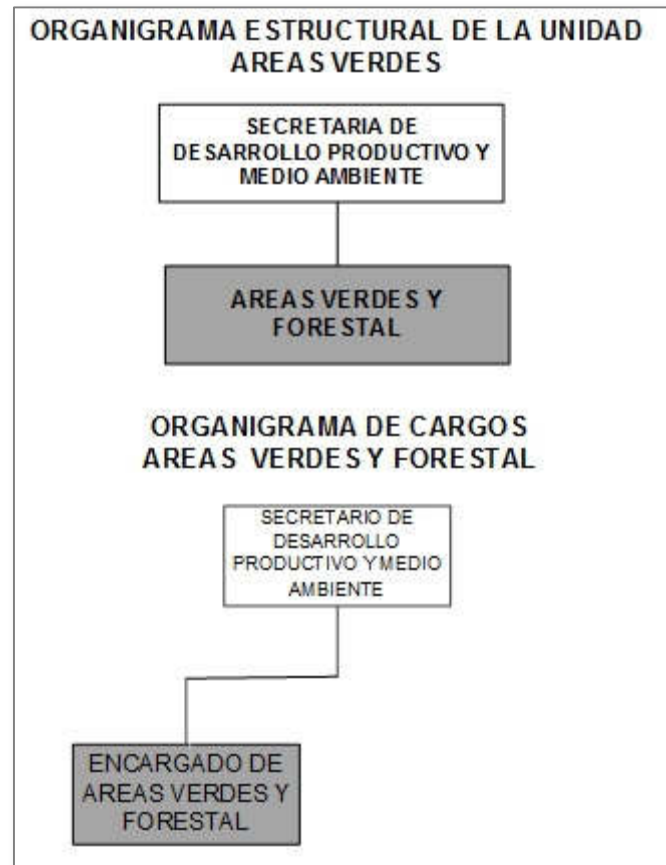 ORGANIGRAMA ESTRUCTURAL DE LA UNIDAD
AREAS VERDES
SECRETARIA DE
DESARROLLO PRODUCTIVO Y
MEDIO AMBIENTE
AREAS VERDES Y
FORESTAL
ORGANIGRAMA DE CARGOS
AREAS VERDES Y FORESTAL
SECRETARIO DE
DESARROLLO
PRODUCTIVO Y MEDIO
AMBIENTE
ENCARGADO DE
AREAS VERDES Y
FORESTAL